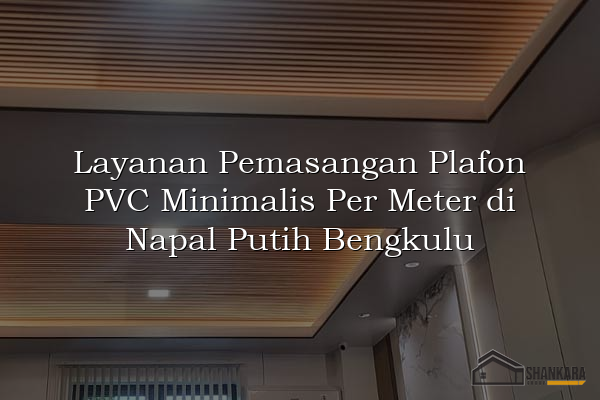 Layanan Pemasangan Plafon
PVC Minimalis Per Meter di
Napal Putih Bengkulu
SHANKARA